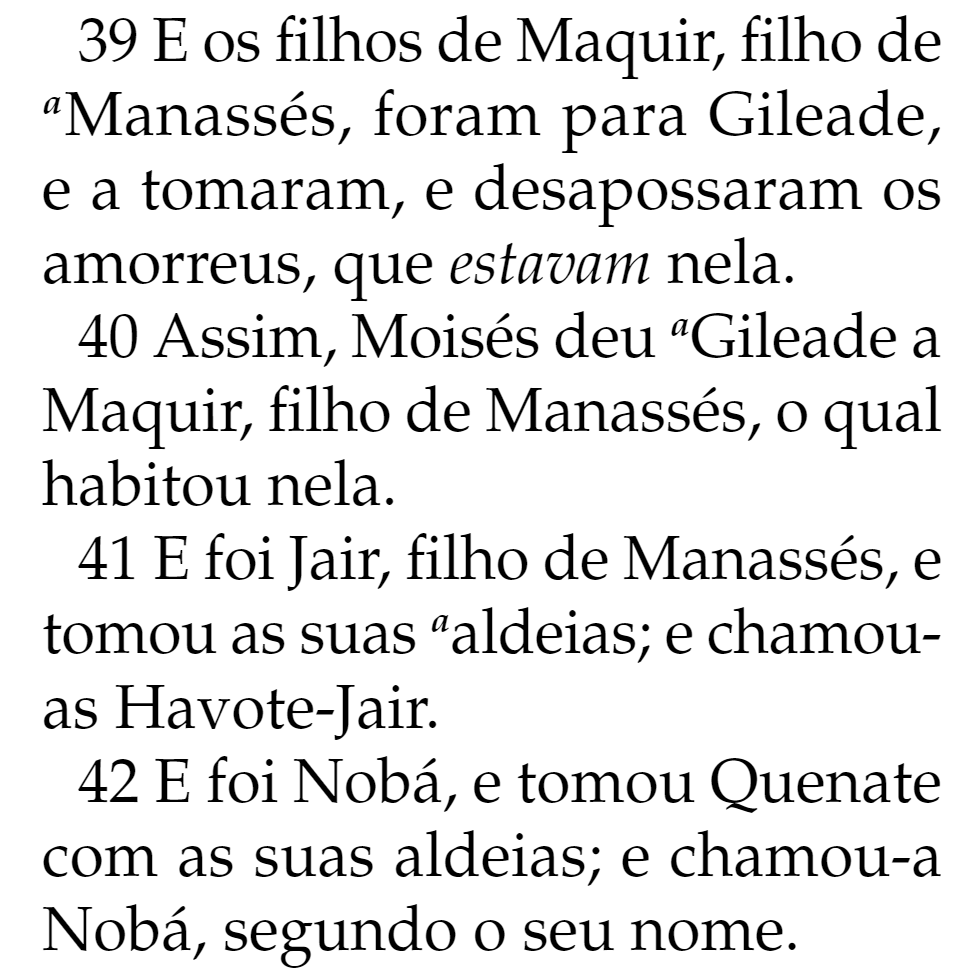 39 E os filhos de Maquir, filho de
ᵃManassés, foram para Gileade,
e a tomaram, e desapossaram os
amorreus, que estavam nela.
40 Assim, Moisés deu ᵃGileade a
Maquir, filho de Manassés, o qual
habitou nela.
41 E foi Jair, filho de Manassés, e
tomou as suas ᵃaldeias; e chamou-
as Havote-Jair.
42 E foi Nobá, e tomou Quenate
com as suas aldeias; e chamou-a
Nobá, segundo o seu nome.